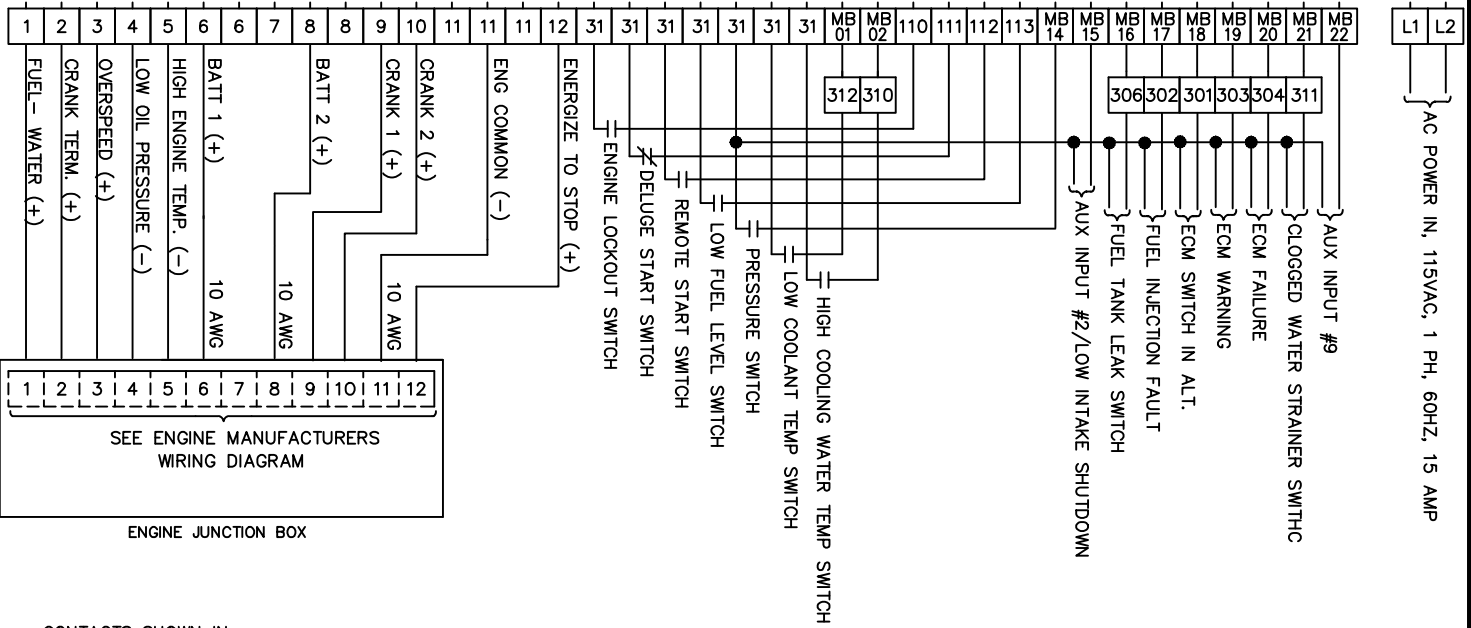 1 2 3 4 5 6 6 7 7 8 9 10 11 11 11 12 31 31 31 31 31 31 31 MB 01 MB 02 110 111 112 113 MB 14 MB 15 MB 16 MB 17 MB 18 MB 19 MB 20 MB 21 MB 22 L1 L2
312 310 306 302 301 303 304 311
FUEL- WATER (+)
CRANK TERM. (+)
OVERSPEED (+)
LOW OIL PRESSURE (-)
HIGH ENGINE TEMP. (-)
BATT 1 (+)
10 AWG
BATT 2 (+)
10 AWG
CRANK 1 (+)
CRANK 2 (+)
10 AWG
ENG COMMON (-)
ENERGIZE TO STOP (+)
ENGINE LOCKOUT SWITCH
DELUGE START SWITCH
REMOTE START SWITCH
LOW FUEL LEVEL SWITCH
PRESSURE SWITCH
LOW COOLANT TEMP SWITCH
HIGH COOLING WATER TEMP SWITCH
AUX INPUT #2/LOW INTAKE SHUTDOWN
FUEL TANK LEAK SWITCH
FUEL INJECTION FAULT
ECM SWITCH IN ALT.
ECM WARNING
ECM FAILURE
CLOGGED WATER STRAINER SWITHC
AUX INPUT #9
AC POWER IN, 115VAC, 1 PH, 60HZ, 15 AMP
1 2 3 4 5 6 7 8 9 10 11 12
SEE ENGINE MANUFACTURERS
WIRING DIAGRAM
ENGINE JUNCTION BOX
CONTACTS SHOWN IN